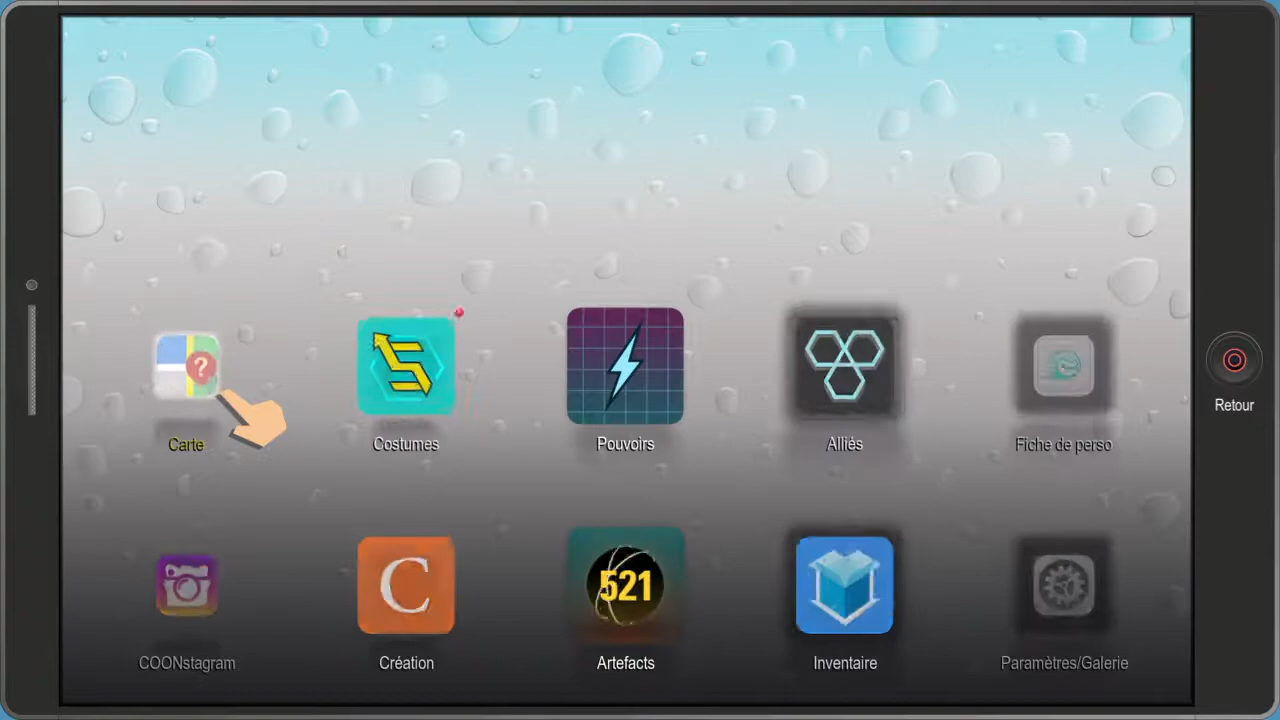 ?
Carte
Costumes
Pouvoirs
Alliés
Fiche de perso
Retour
C
521
COONstagram
Création
Artefacts
Inventaire
Paramètres/Galerie